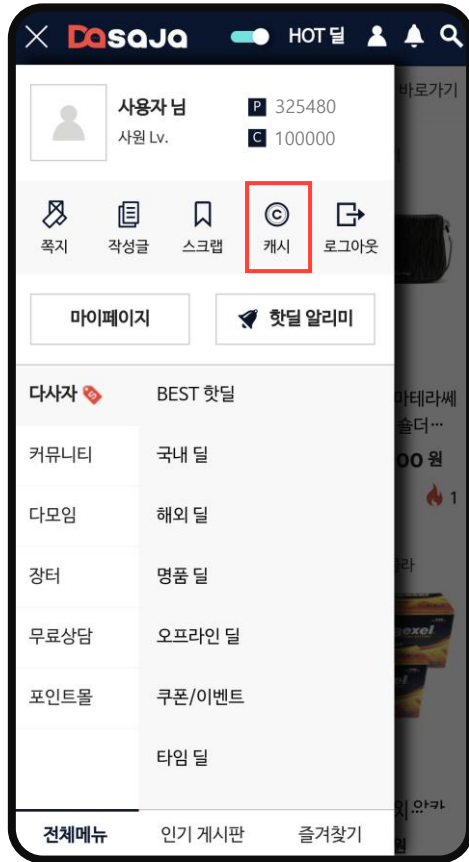 Dasaja HOT 딜
바로가기
사용자 님 P 325480
사원 Lv. C 100000
쪽지 작성글 스크랩 캐시 로그아웃
마이페이지 핫딜 알리미
다사자 BEST 핫딜
마테라쎄
숄더…
커뮤니티 국내 딜
00 원
1
다모임 해외 딜
장터 명품 딜
무료상담 오프라인 딜
포인트몰 쿠폰/이벤트
타임 딜
전체메뉴 인기 게시판 즐겨찾기
원